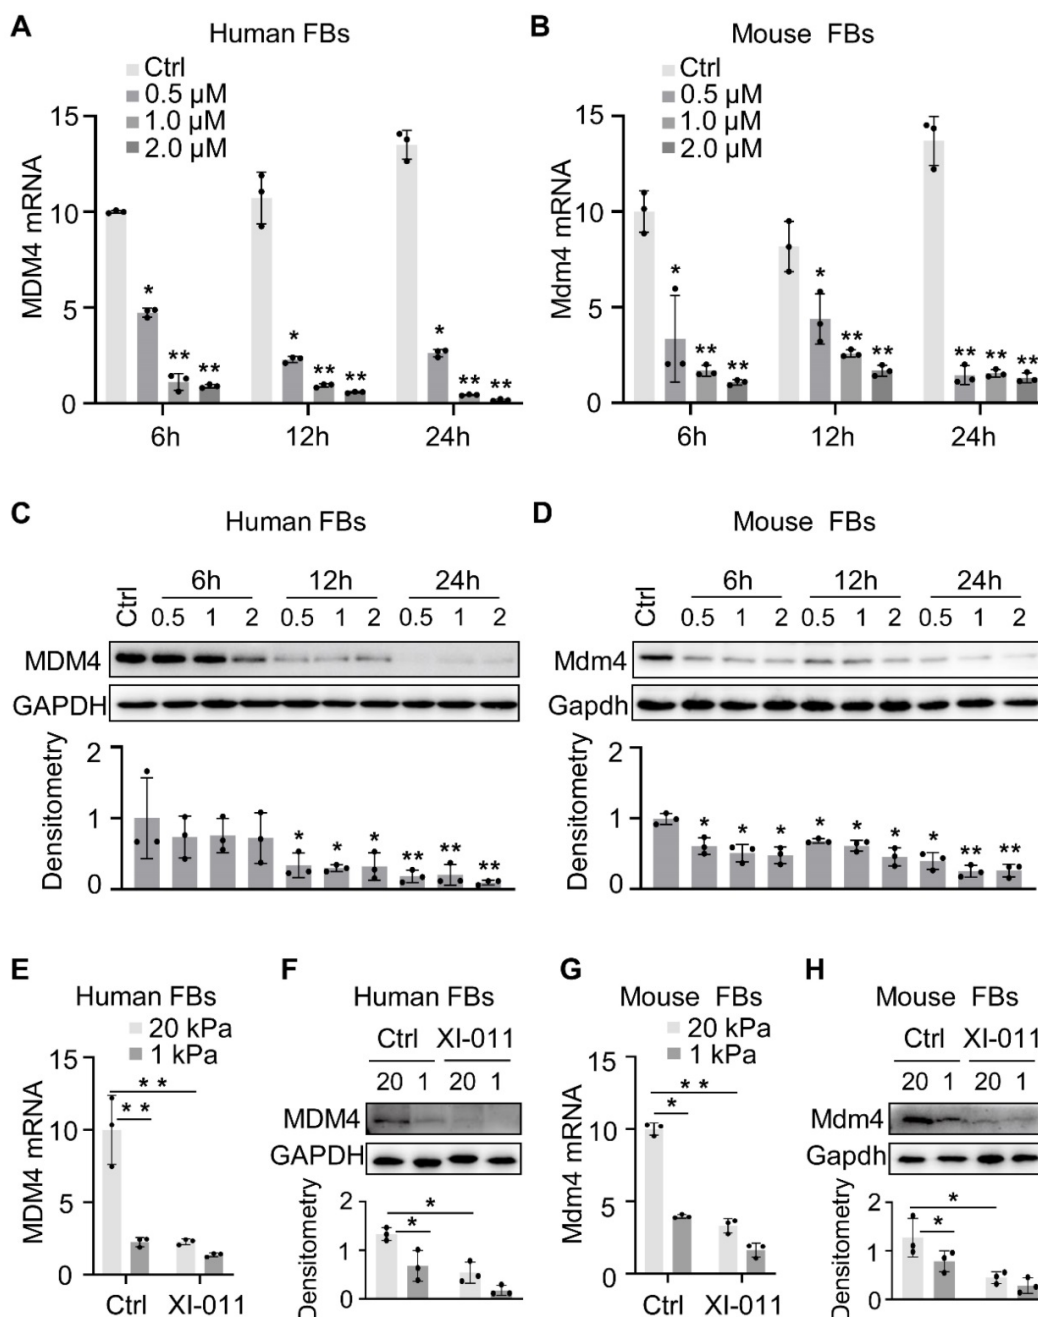 A
Human FBs
Ctrl
0.5 µM
1.0 µM
2.0 µM
MDM4 mRNA
15
10
5
0
*
**
**
*
**
**
*
**
**
6h
12h
24h
B
Mouse FBs
Ctrl
0.5 µM
1.0 µM
2.0 µM
Mdm4 mRNA
15
10
5
0
*
**
**
*
**
**
**
**
**
6h
12h
24h
C
Human FBs
Ctrl
6h
12h
24h
0.5 1 2 0.5 1 2 0.5 1 2
MDM4
GAPDH
Densitometry
2
1
0
* * * ** ** **
D
Mouse FBs
Ctrl
6h
12h
24h
0.5 1 2 0.5 1 2 0.5 1 2
Mdm4
Gapdh
Densitometry
2
1
0
* * * * * * * ** **
E
Human FBs
20 kPa
1 kPa
MDM4 mRNA
15
10
5
0
**
**
Ctrl XI-011
F
Human FBs
Ctrl XI-011
20 1 20 1
MDM4
GAPDH
Densitometry
2
1
0
*
*
G
Mouse FBs
20 kPa
1 kPa
Mdm4 mRNA
15
10
5
0
**
*
Ctrl XI-011
H
Mouse FBs
Ctrl XI-011
20 1 20 1
Mdm4
Gapdh
Densitometry
2
1
0
*
*